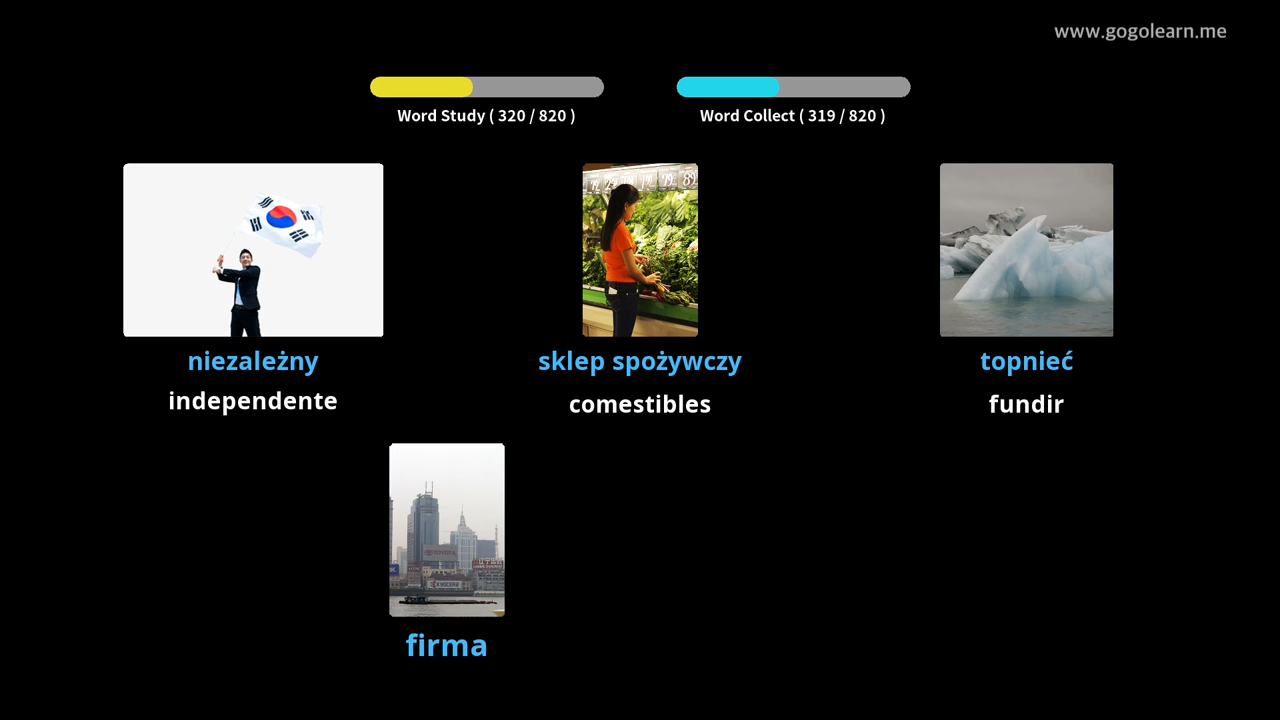 www.gogolearn.me
Word Study ( 320 / 820 )
Word Collect ( 319 / 820 )
niezależny
sklep spożywczy
topnieć
independente
comestibles
fundir
TOYOTA
firma